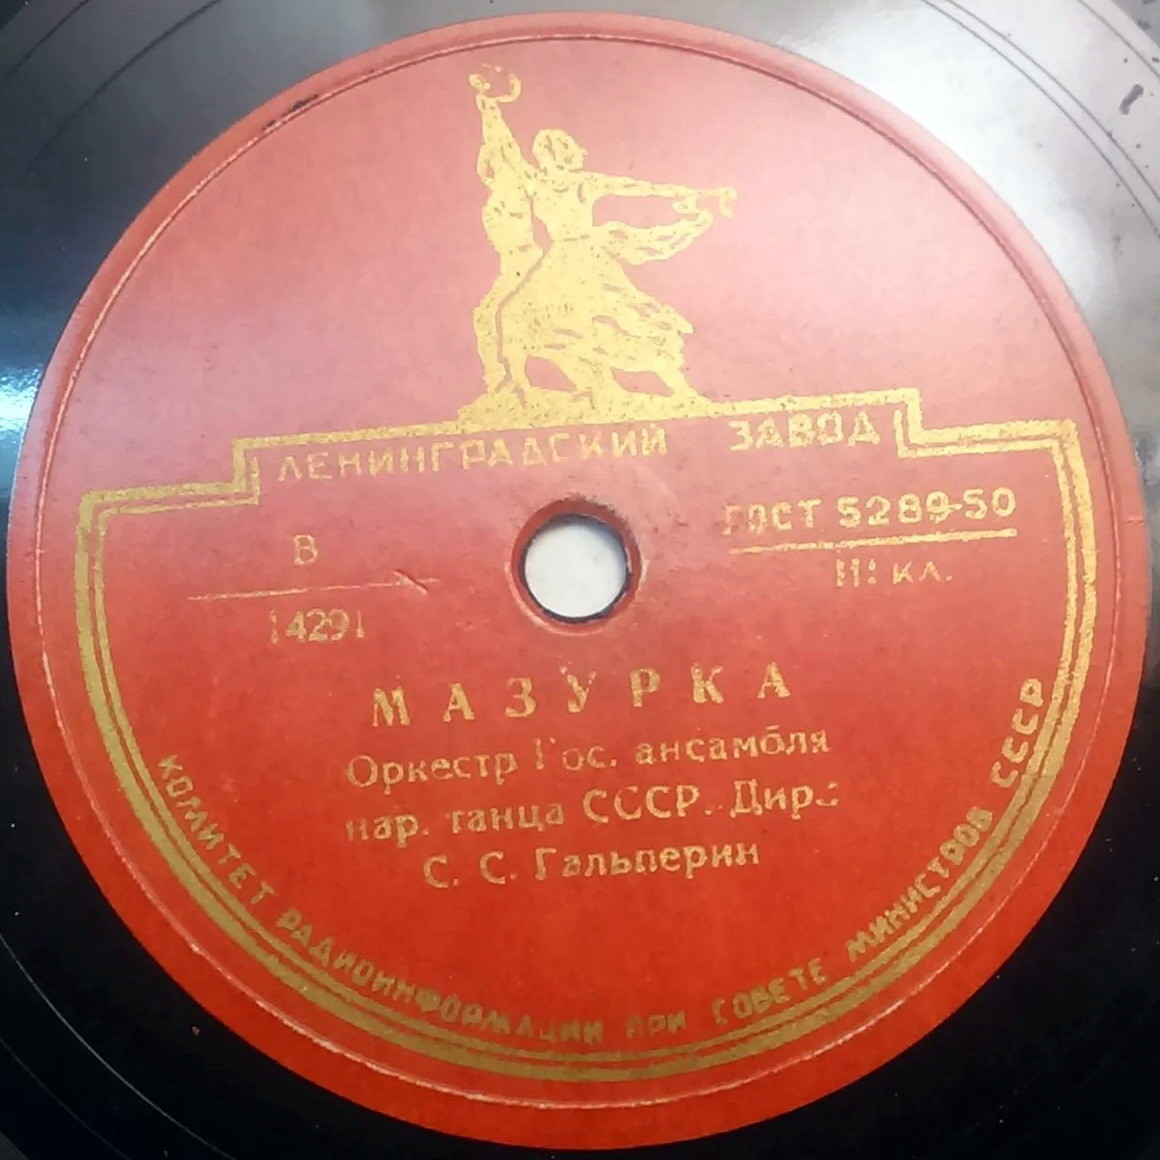 ЛЕНИНГРАДСКИЙ ЗАВОД
ГОСТ 5289-50
В
14291
МАЗУРКА
Оркестр Гос. ансамбля
нар. танца СССР. Дир.
С. С. Гальперин
КОМИТЕТ РАДИОИНФОРМАЦИИ ПРИ СОВЕТЕ МИНИСТРОВ СССР